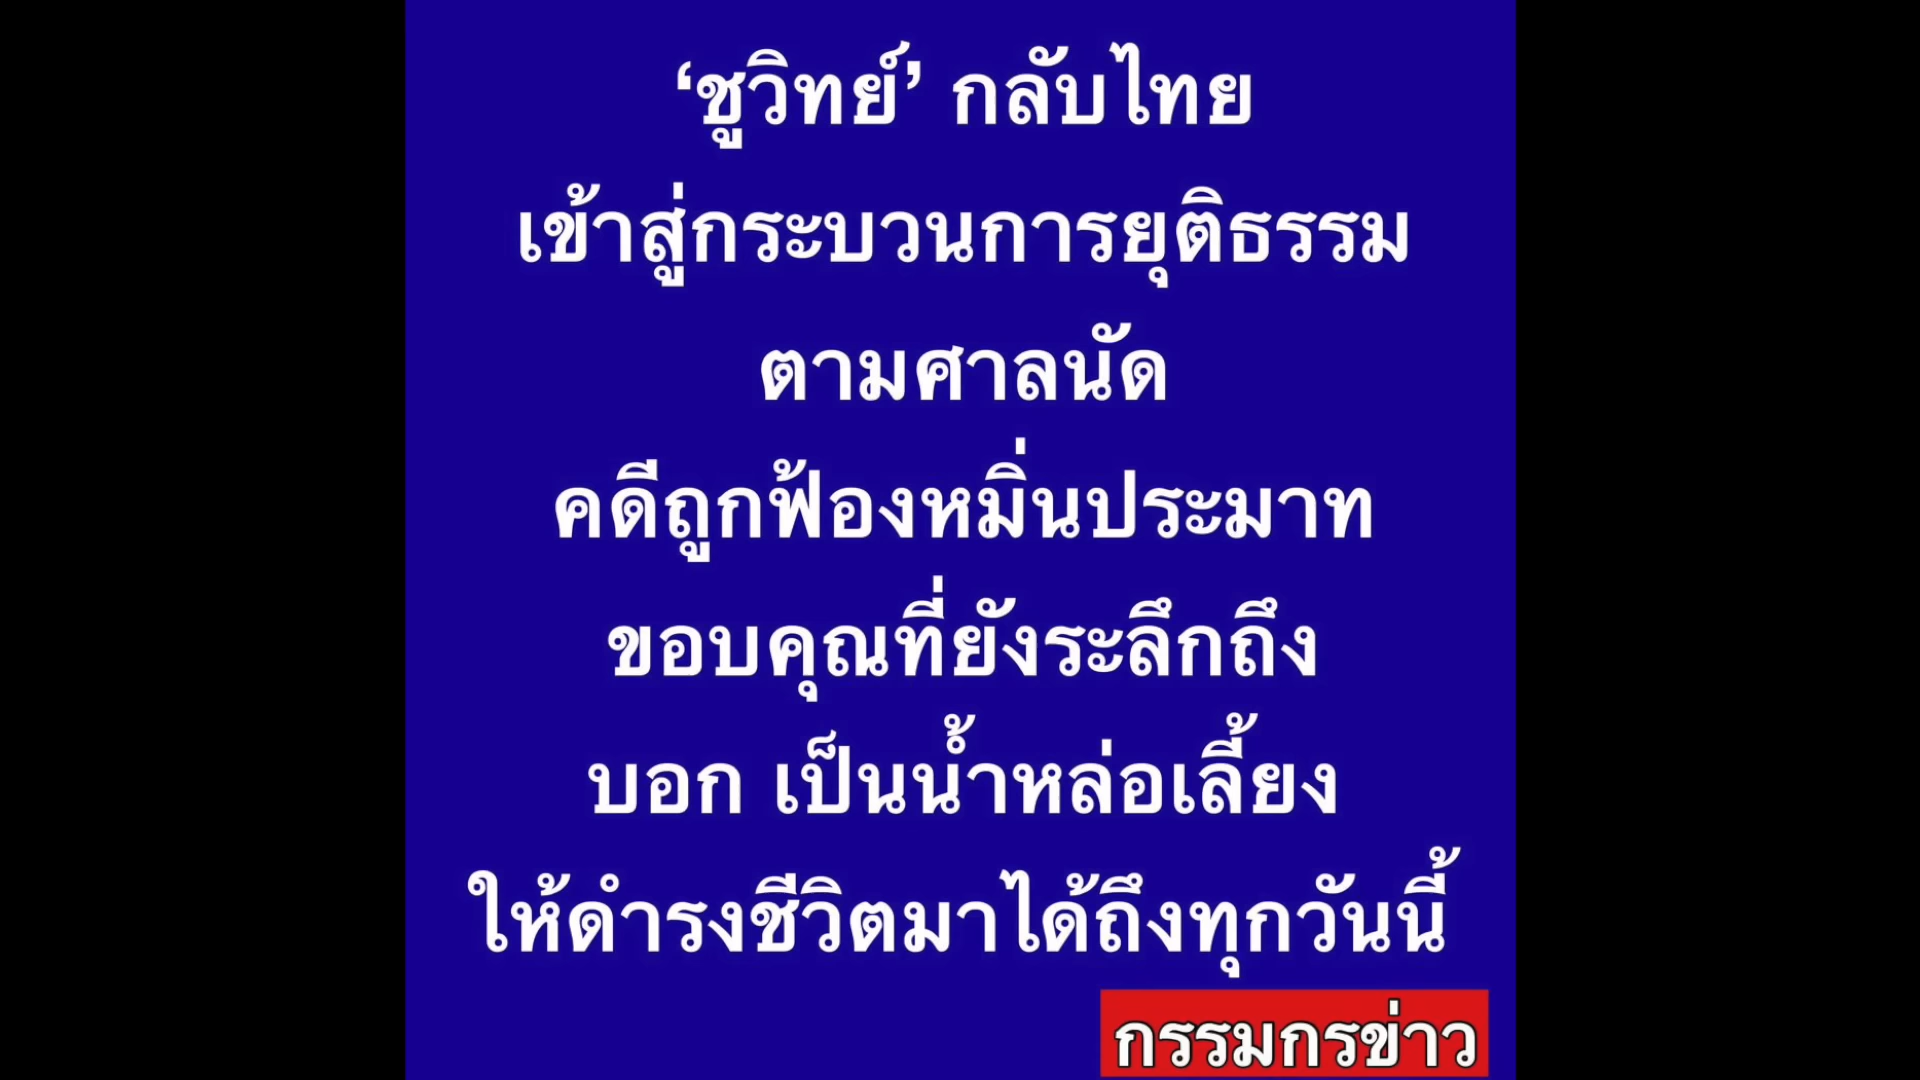 ‘ชูวิทย์’ กลับไทย
เข้าสู่กระบวนการยุติธรรม
ตามศาลนัด
คดีถูกฟ้องหมิ่นประมาท
ขอบคุณที่ยังระลึกถึง
บอก เป็นน้ำหล่อเลี้ยง
ให้ดำรงชีวิตมาได้ถึงทุกวันนี้
กรรมกรข่าว